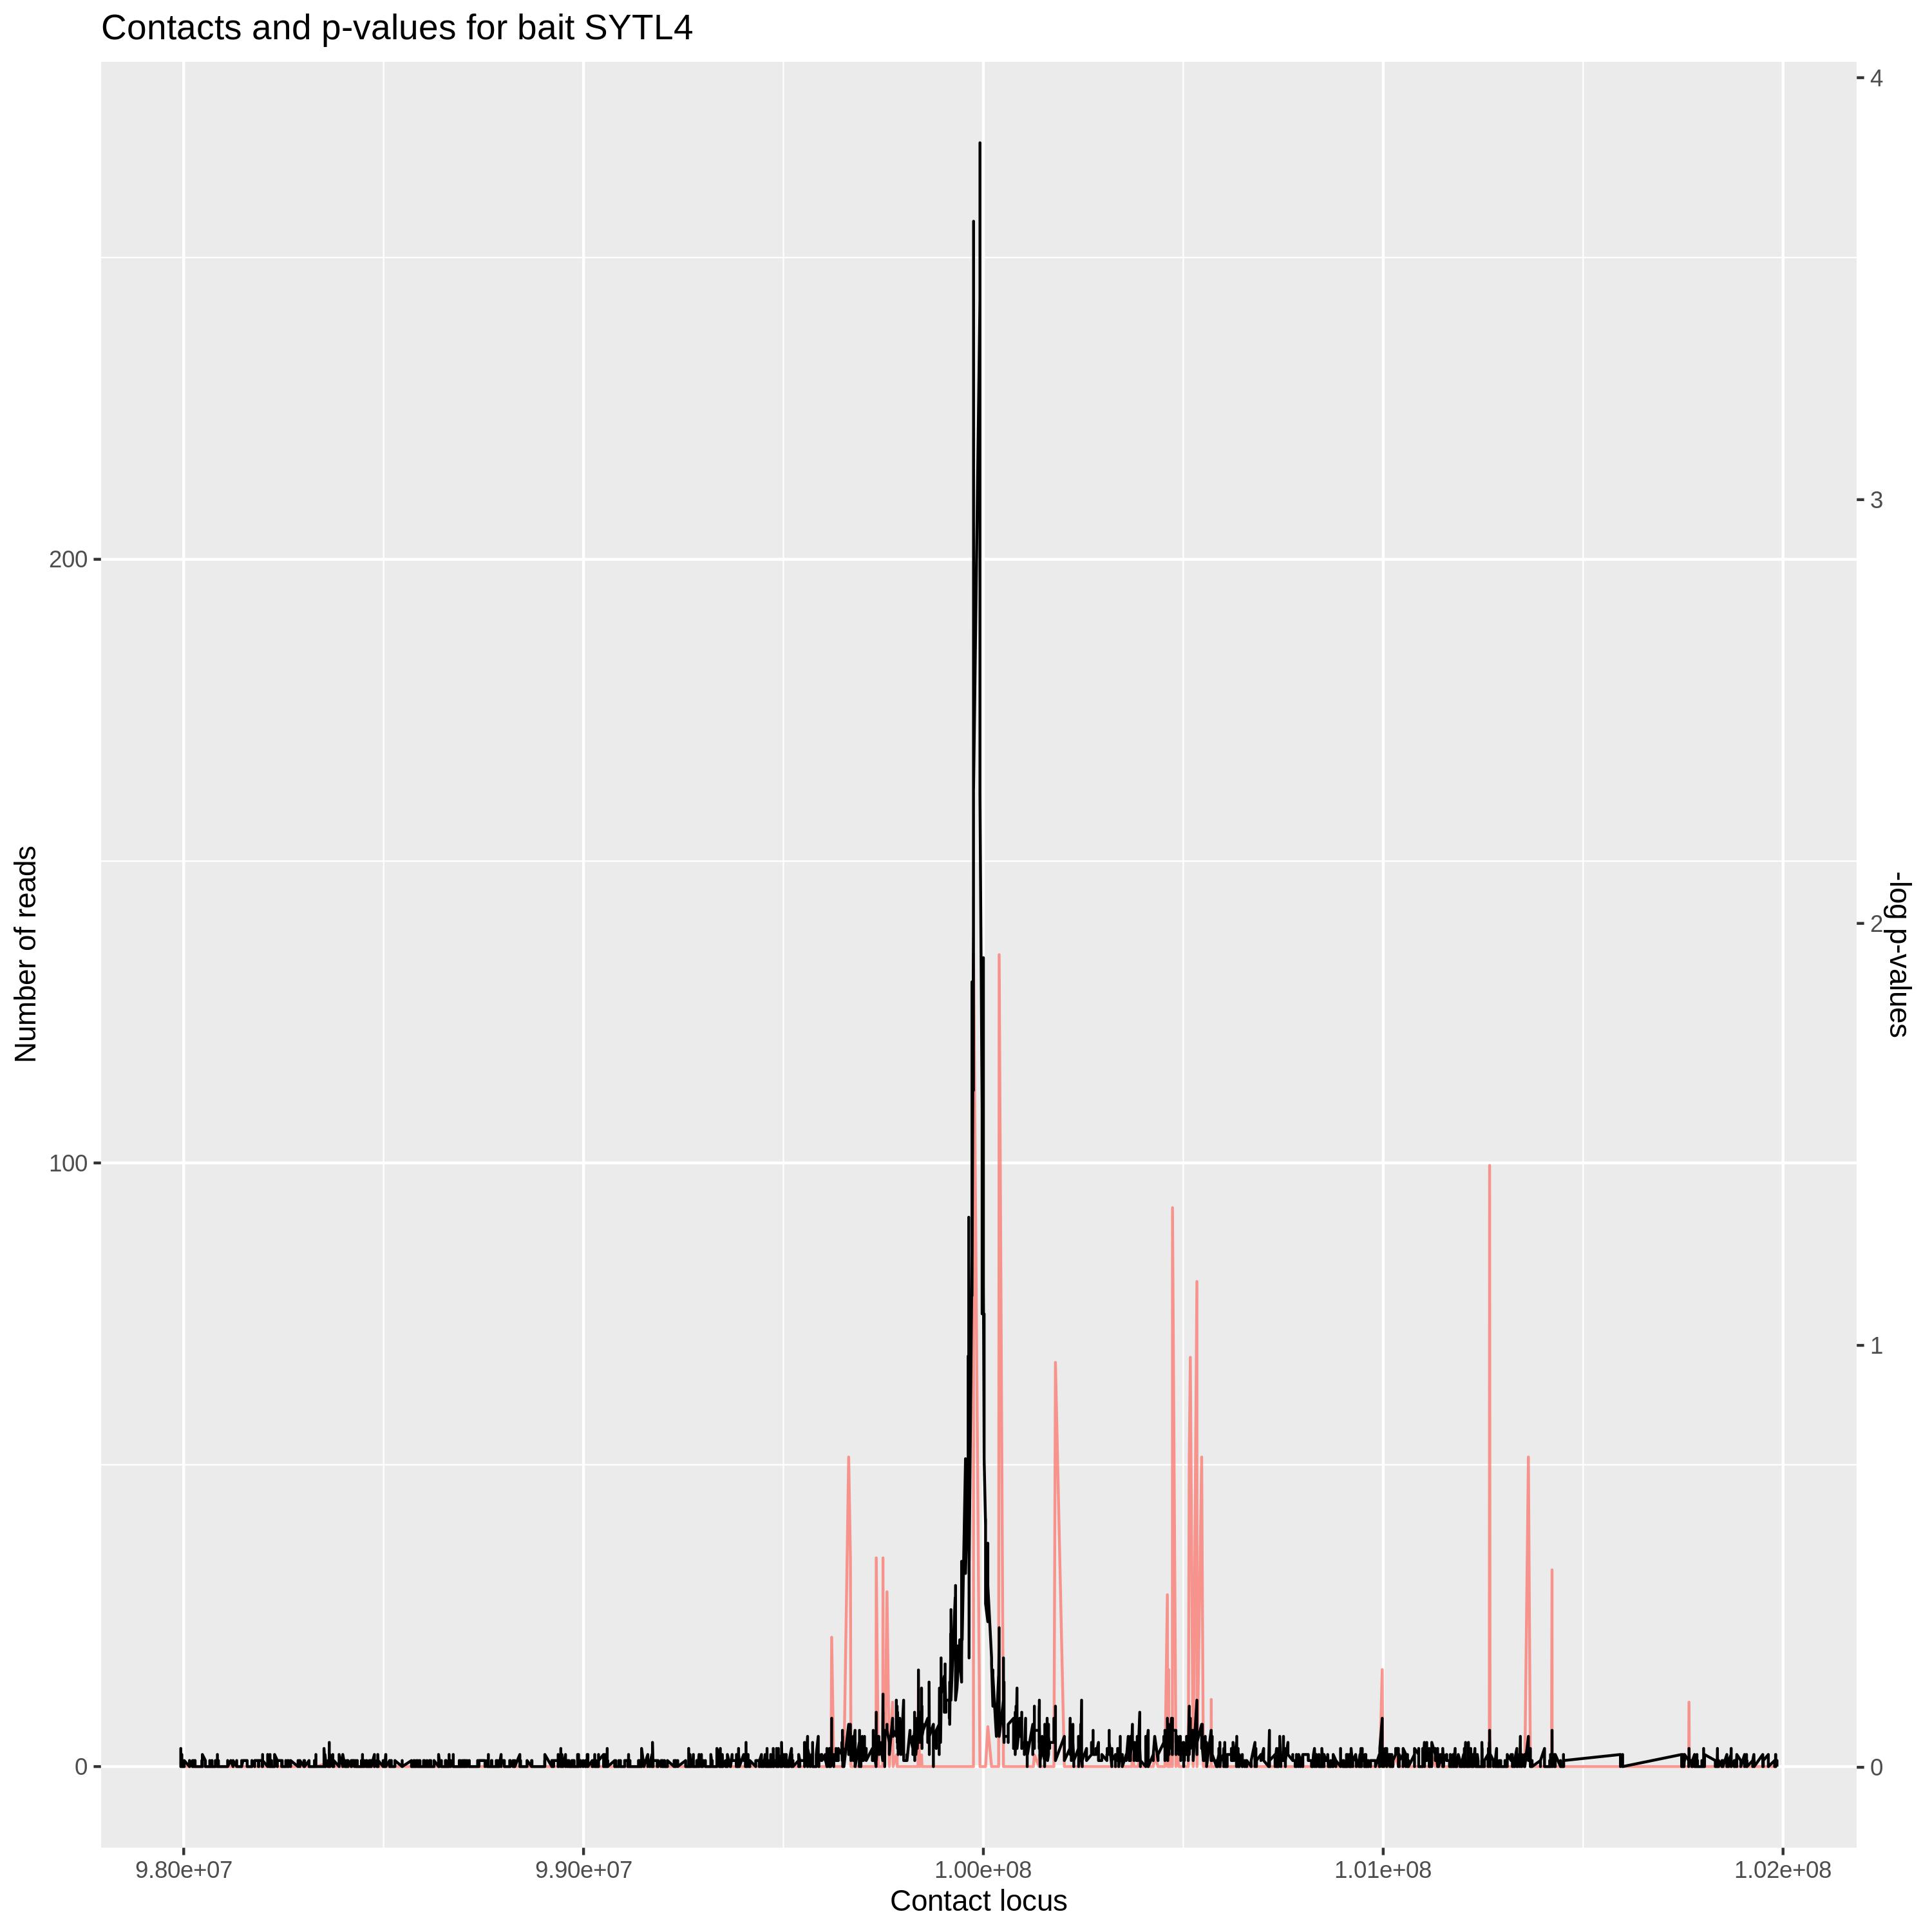 Contacts and p-values for bait SYTL4
4
3
200
2
Number of reads
-log p-values
100
1
0
0
9.80e+07
9.90e+07
1.00e+08
1.01e+08
1.02e+08
Contact locus